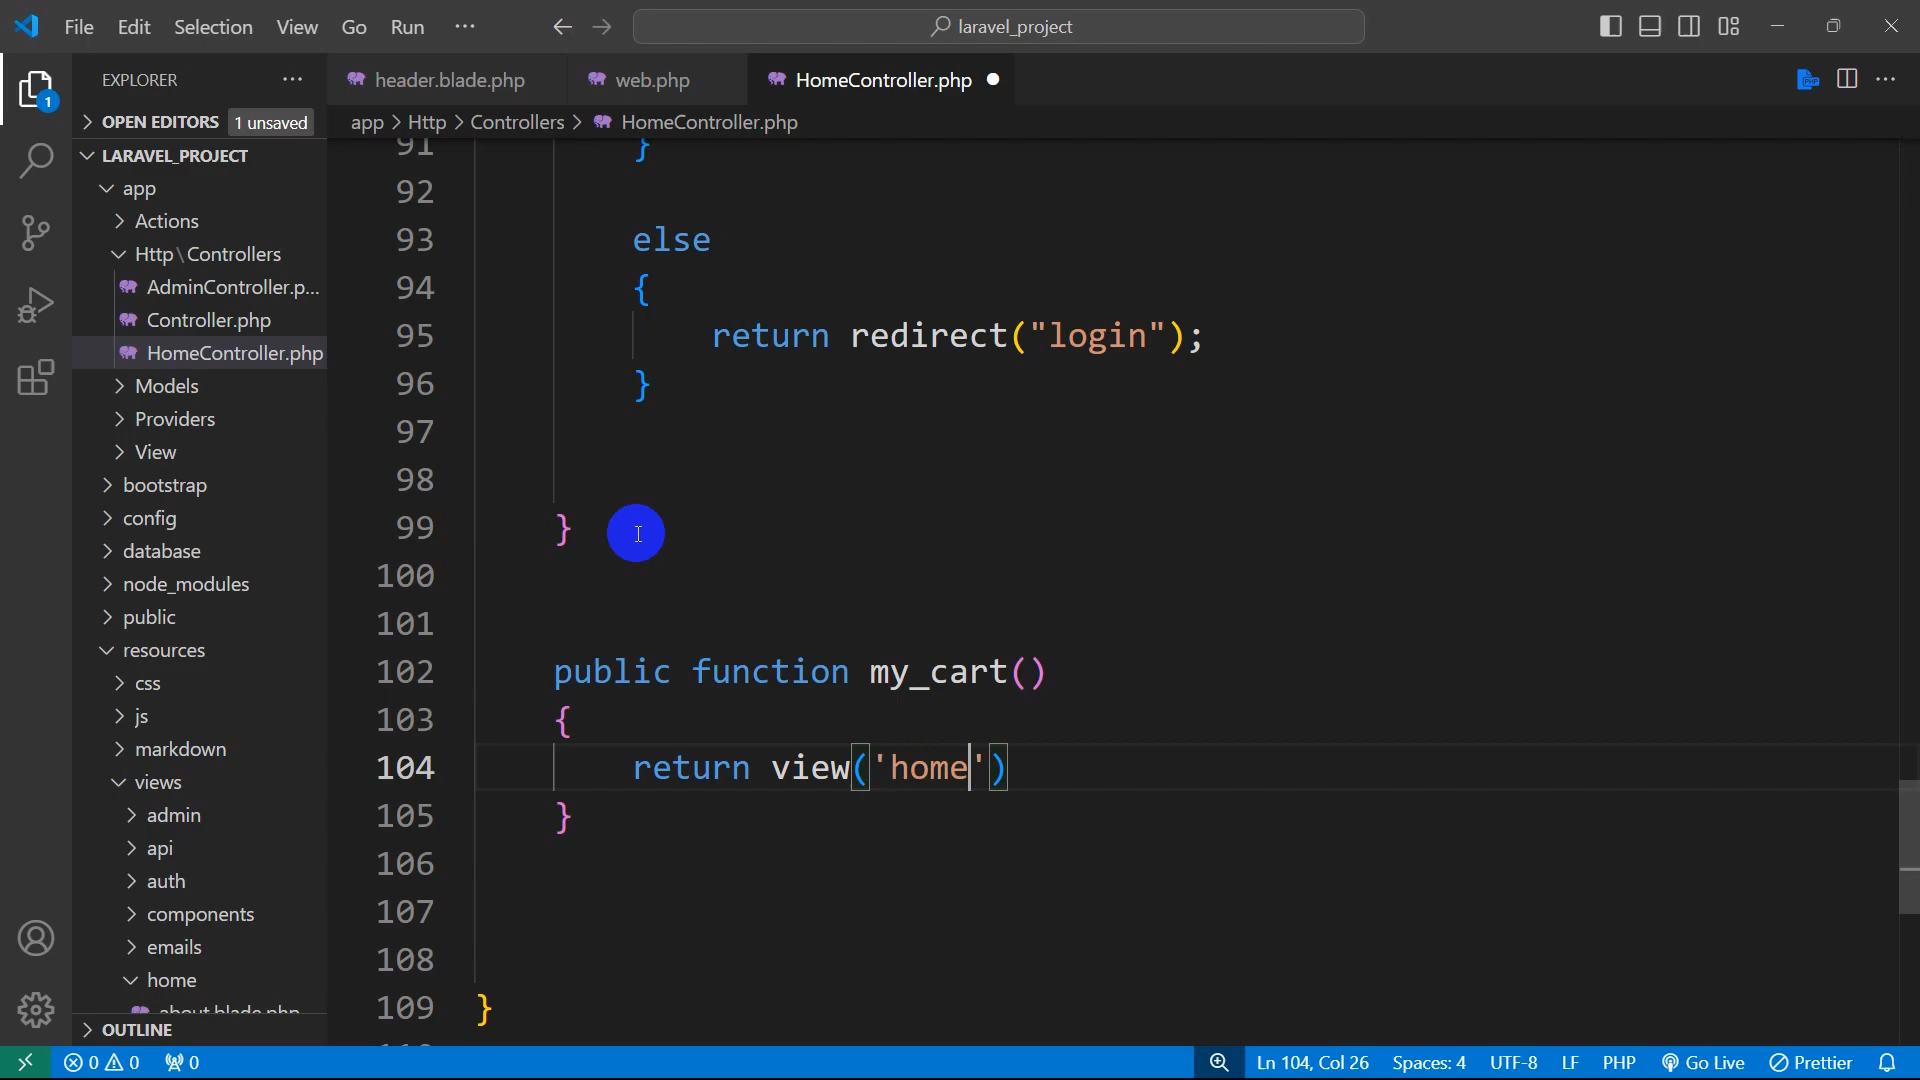 File Edit Selection View Go Run ··· laravel_project
EXPLORER ···
OPEN EDITORS 1 unsaved
LARAVEL_PROJECT
app
Actions
Http\Controllers
AdminController.p...
Controller.php
HomeController.php
Models
Providers
View
bootstrap
config
database
node_modules
public
resources
css
js
markdown
views
admin
api
auth
components
emails
home
about.blade.php
OUTLINE
header.blade.php web.php HomeController.php
app > Http > Controllers > HomeController.php
91 }
92
93 else
94 {
95 return redirect("login");
96 }
97
98
99 }
100
101
102 public function my_cart()
103 {
104 return view('home')
105 }
106
107
108
109 }
1
0 0 0 Ln 104, Col 26 Spaces: 4 UTF-8 LF PHP Go Live Prettier